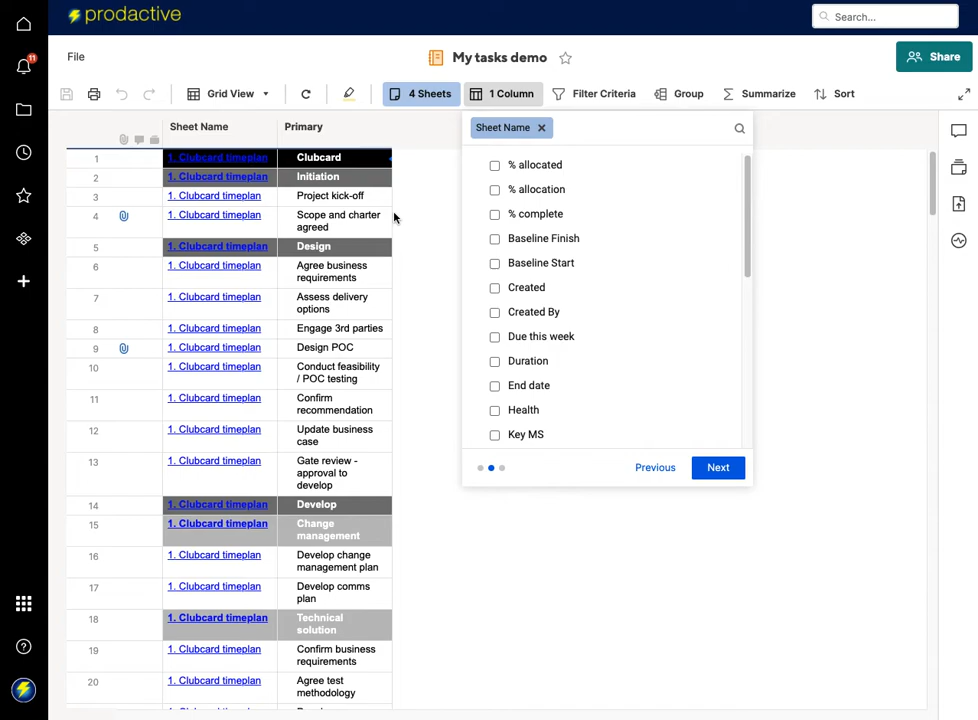 prodactive
Search...
11
File
My tasks demo
Share
Grid View
4 Sheets
1 Column
Filter Criteria
Group
Summarize
Sort
Sheet Name
Primary
1
1. Clubcard timeplan
Clubcard
2
1. Clubcard timeplan
Initiation
3
1. Clubcard timeplan
Project kick-off
4
1. Clubcard timeplan
Scope and charter
agreed
5
1. Clubcard timeplan
Design
6
1. Clubcard timeplan
Agree business
requirements
7
1. Clubcard timeplan
Assess delivery
options
8
1. Clubcard timeplan
Engage 3rd parties
9
1. Clubcard timeplan
Design POC
10
1. Clubcard timeplan
Conduct feasibility
/ POC testing
11
1. Clubcard timeplan
Confirm
recommendation
12
1. Clubcard timeplan
Update business
case
13
1. Clubcard timeplan
Gate review -
approval to
develop
14
1. Clubcard timeplan
Develop
15
1. Clubcard timeplan
Change
management
16
1. Clubcard timeplan
Develop change
management plan
17
1. Clubcard timeplan
Develop comms
plan
18
1. Clubcard timeplan
Technical
solution
19
1. Clubcard timeplan
Confirm business
requirements
20
1. Clubcard timeplan
Agree test
methodology
Sheet Name
% allocated
% allocation
% complete
Baseline Finish
Baseline Start
Created
Created By
Due this week
Duration
End date
Health
Key MS
Previous
Next